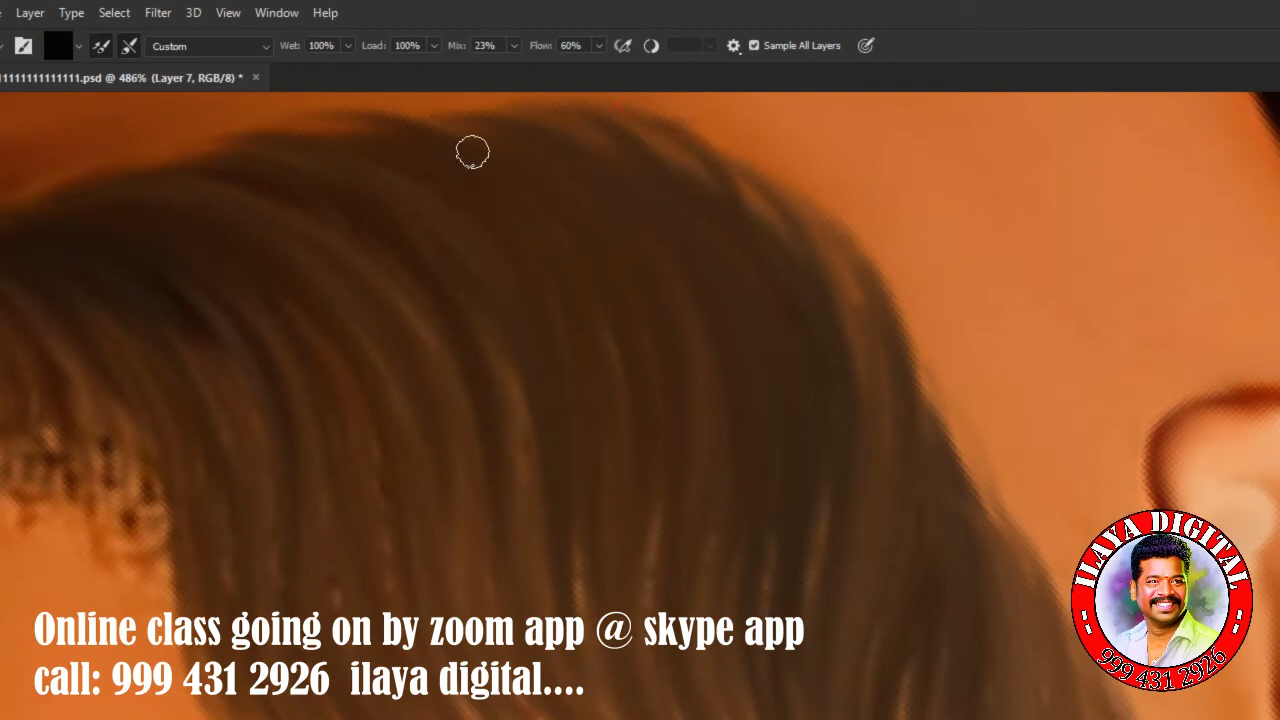 Layer Type Select Filter 3D View Window Help
Custom Wet: 100% Load: 100% Mix: 23% Flow: 60% Sample All Layers
11111111111111.psd @ 486% (Layer 7, RGB/8) * ×
ILAYA DIGITAL
999 431 2926
Online class going on by zoom app @ skype app
call: 999 431 2926 ilaya digital....